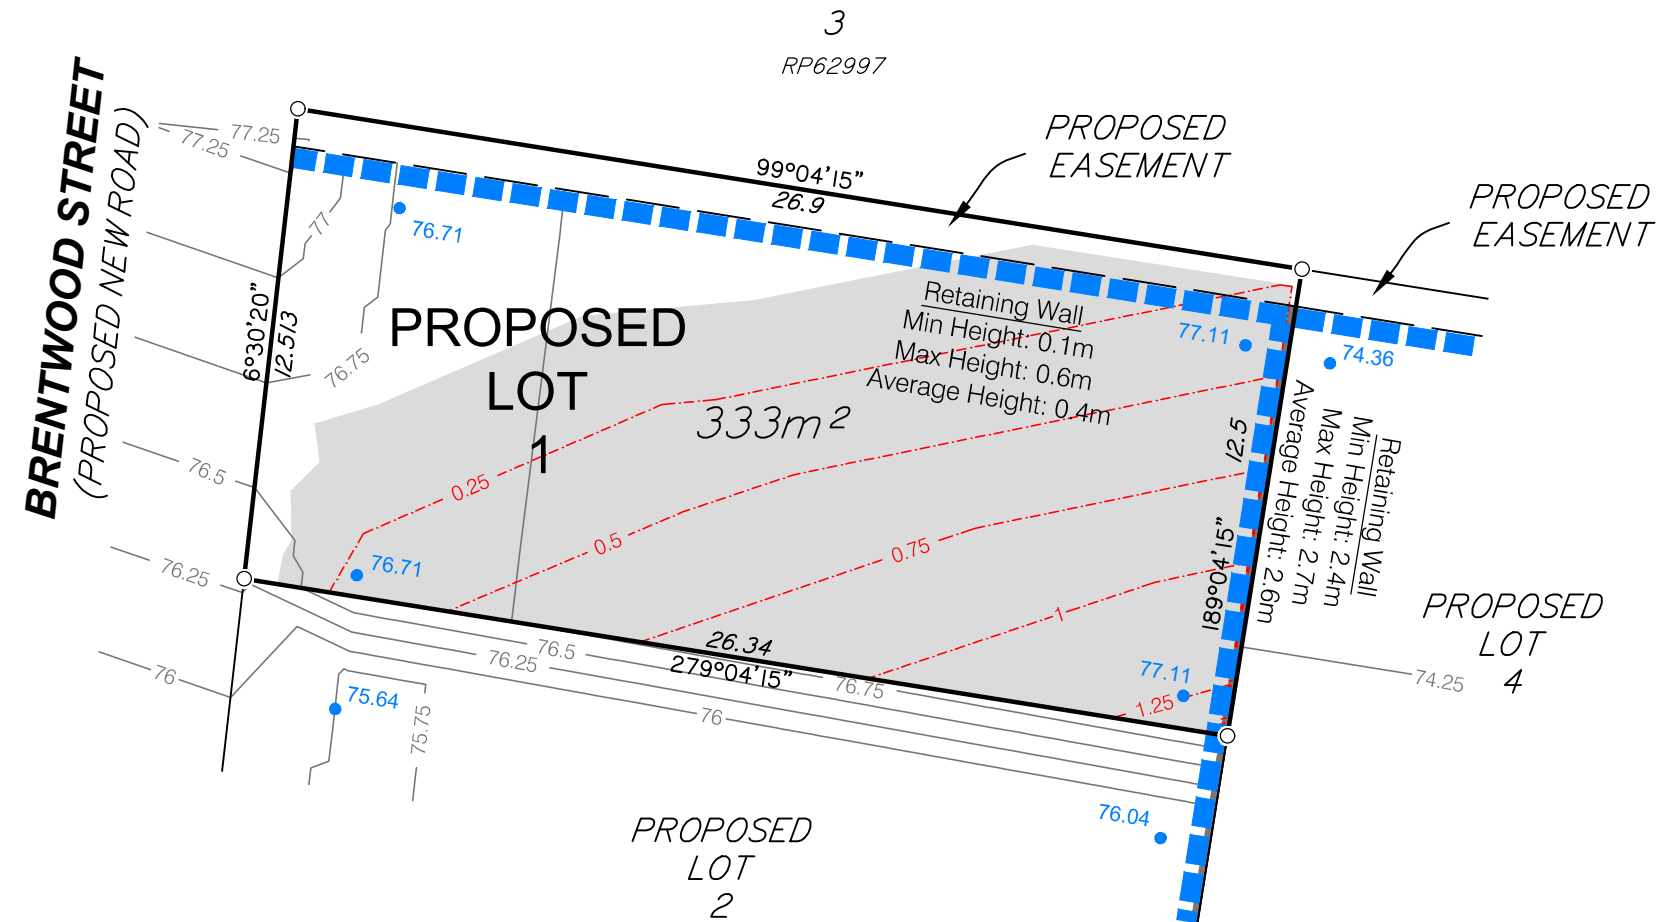 3
RP62997
PROPOSED
EASEMENT
PROPOSED
EASEMENT
BRENTWOOD STREET
(PROPOSED NEW ROAD)
77.25
77.25
99°04'15"
26.9
77
76.71
6°30'20"
12.513
PROPOSED
LOT
1
333m²
Retaining Wall
Min Height: 0.1m
Max Height: 0.6m
Average Height: 0.4m
77.11
74.36
76.75
76.5
0.25
0.5
0.75
1
1.25
12.5
189°04'15"
Retaining Wall
Min Height: 2.4m
Max Height: 2.7m
Average Height: 2.6m
76.71
76.25
76
26.34
279°04'15"
76.5
76.25
76.75
76
77.11
75.64
75.75
74.25
PROPOSED
LOT
4
76.04
PROPOSED
LOT
2